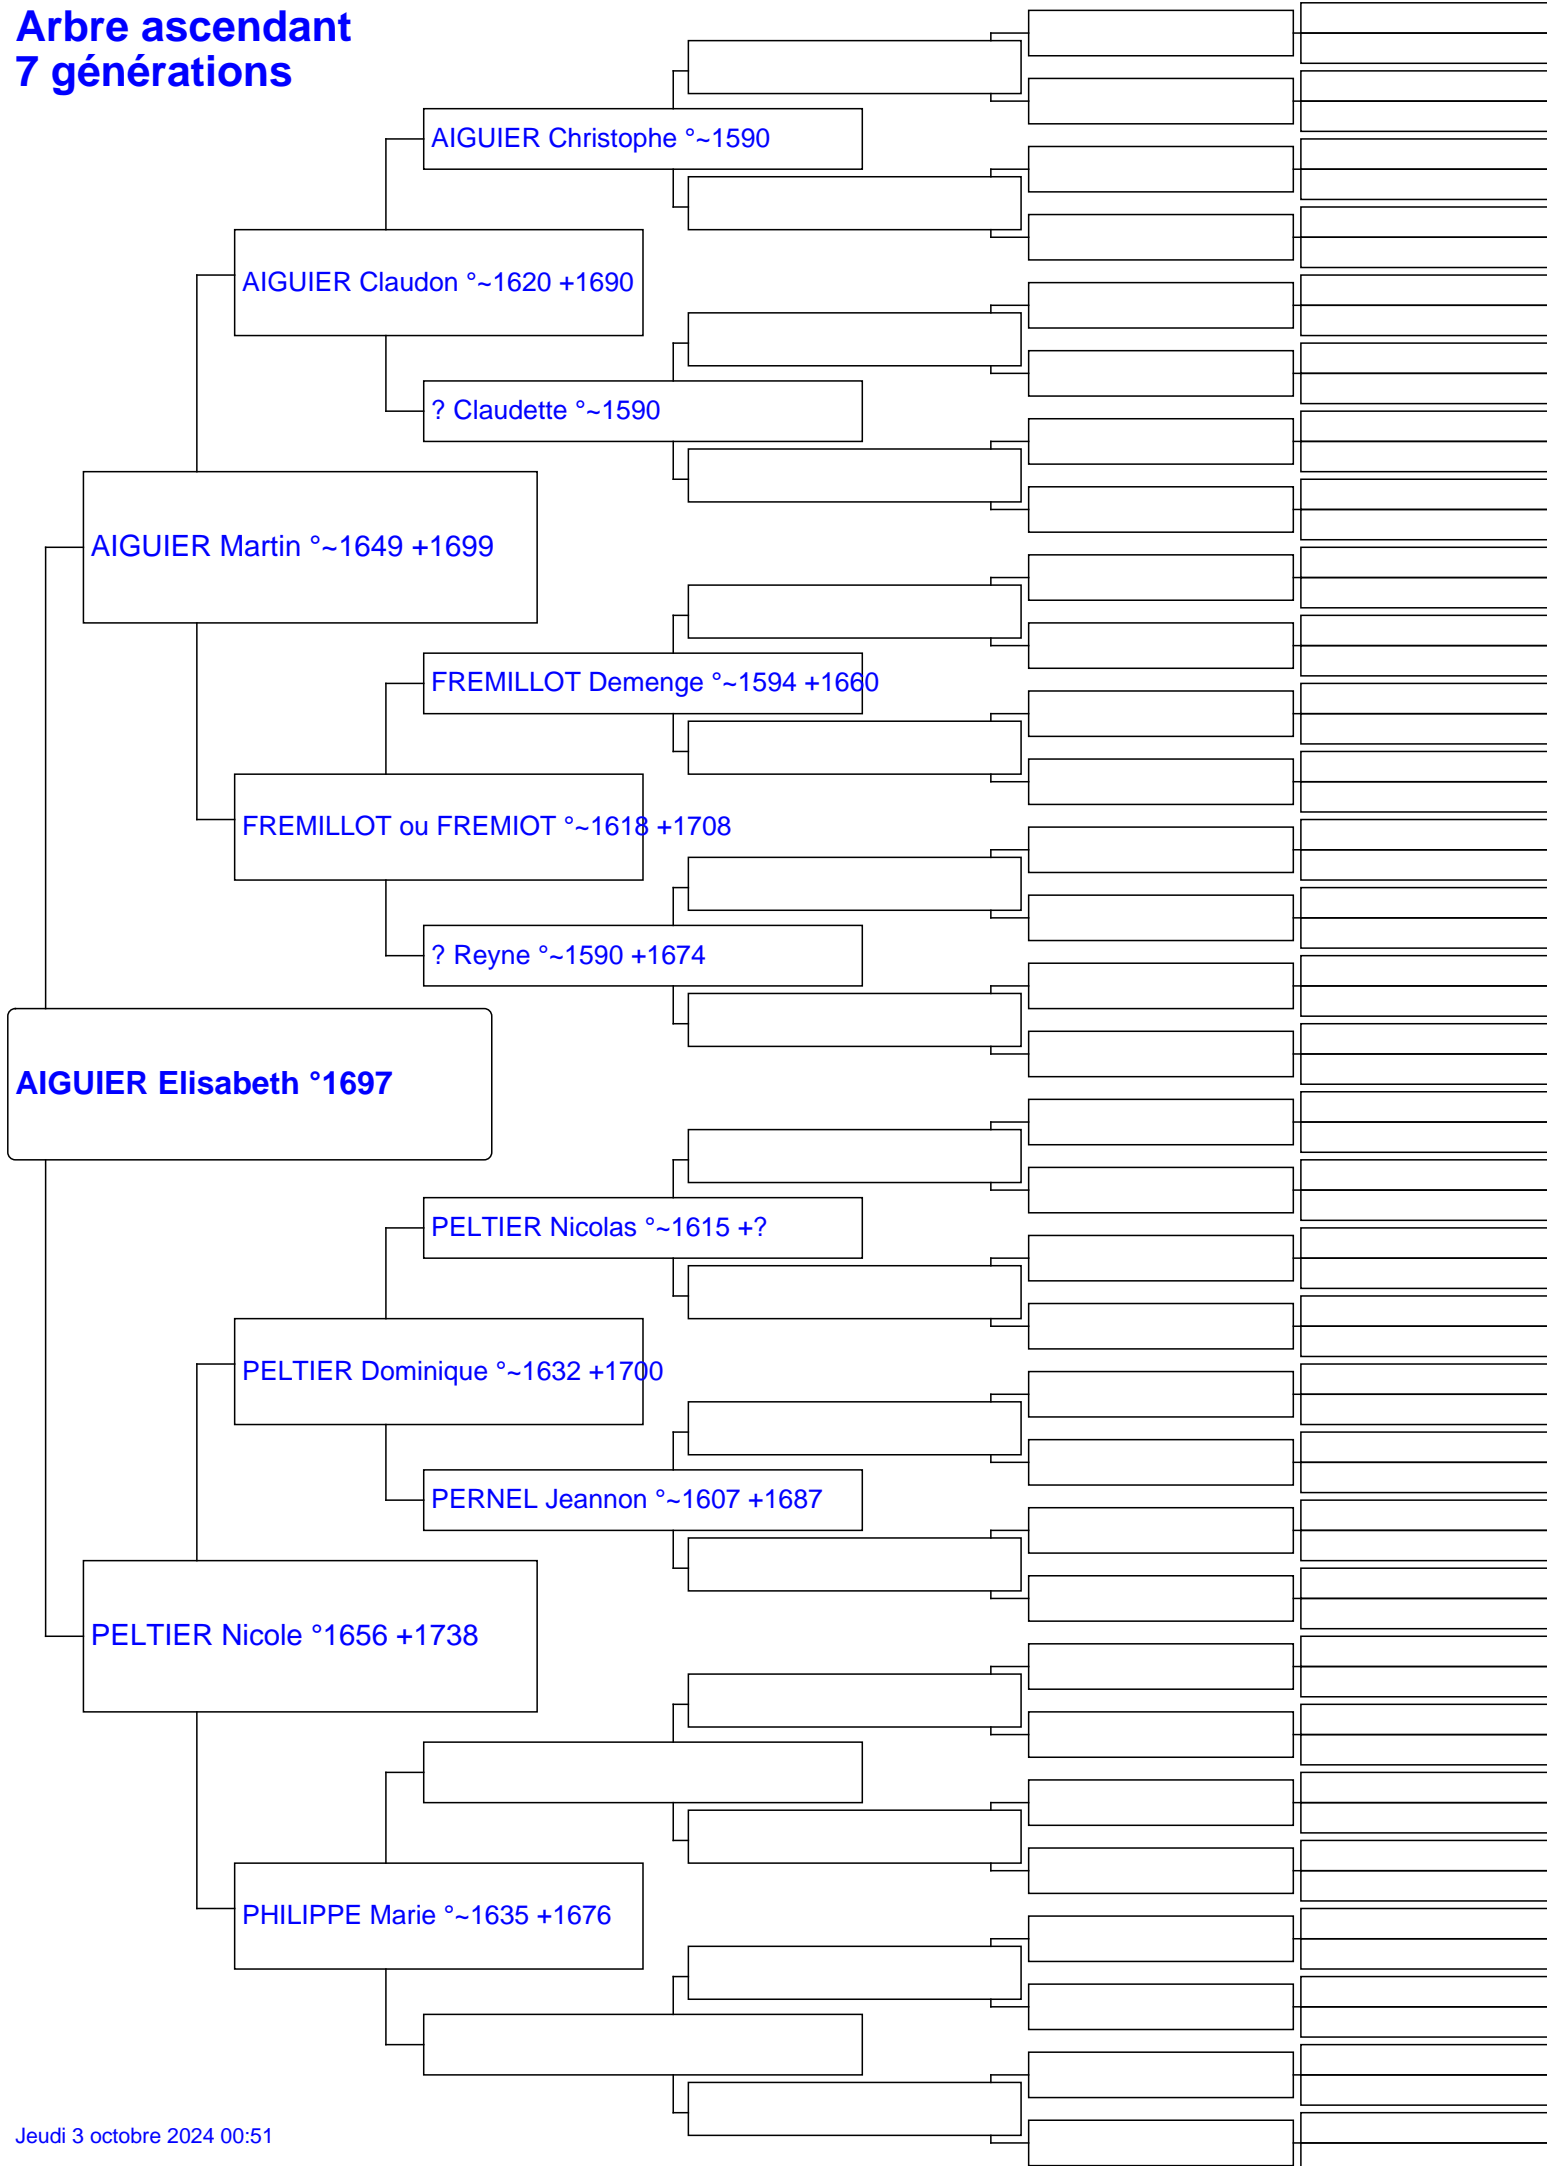 Arbre ascendant
7 générations
AIGUIER Christophe °~1590
AIGUIER Claudon °~1620 +1690
? Claudette °~1590
AIGUIER Martin °~1649 +1699
FREMILLOT Demenge °~1594 +1660
FREMILLOT ou FREMIOT °~1618 +1708
? Reyne °~1590 +1674
AIGUIER Elisabeth °1697
PELTIER Nicolas °~1615 +?
PELTIER Dominique °~1632 +1700
PERNEL Jeannon °~1607 +1687
PELTIER Nicole °1656 +1738
PHILIPPE Marie °~1635 +1676
Jeudi 3 octobre 2024 00:51